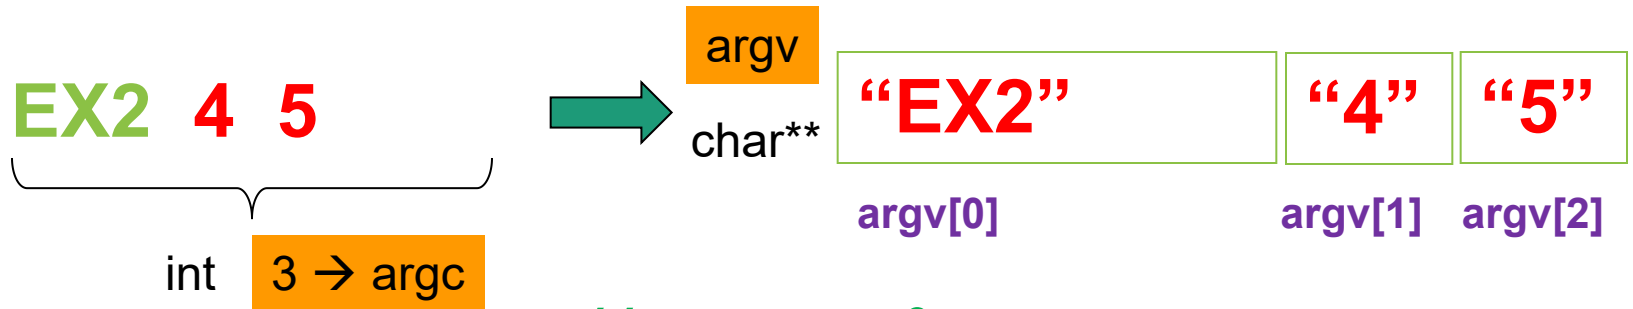 EX2 4 5
int 3 → argc
argv
char**
“EX2” “4” “5”
argv[0] argv[1] argv[2]